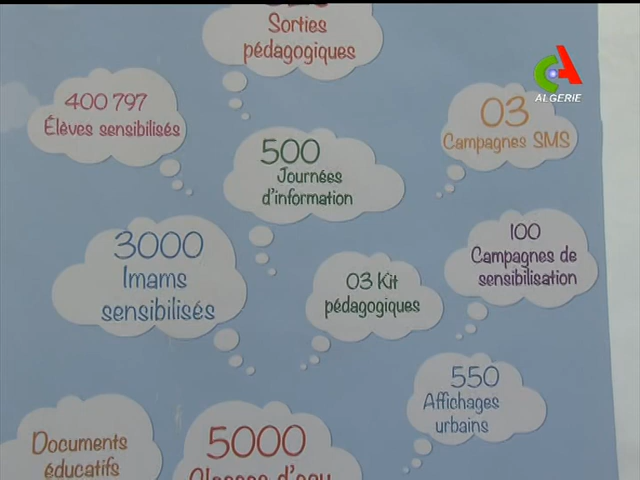 Sorties
pédagogiques
400 797
Élèves sensibilisés
ALGERIE
03
Campagnes SMS
500
Journées
d'information
3000
Imams
sensibilisés
100
Campagnes de
sensibilisation
03 Kit
pédagogiques
550
Affichages
urbains
Documents
éducatifs
5000